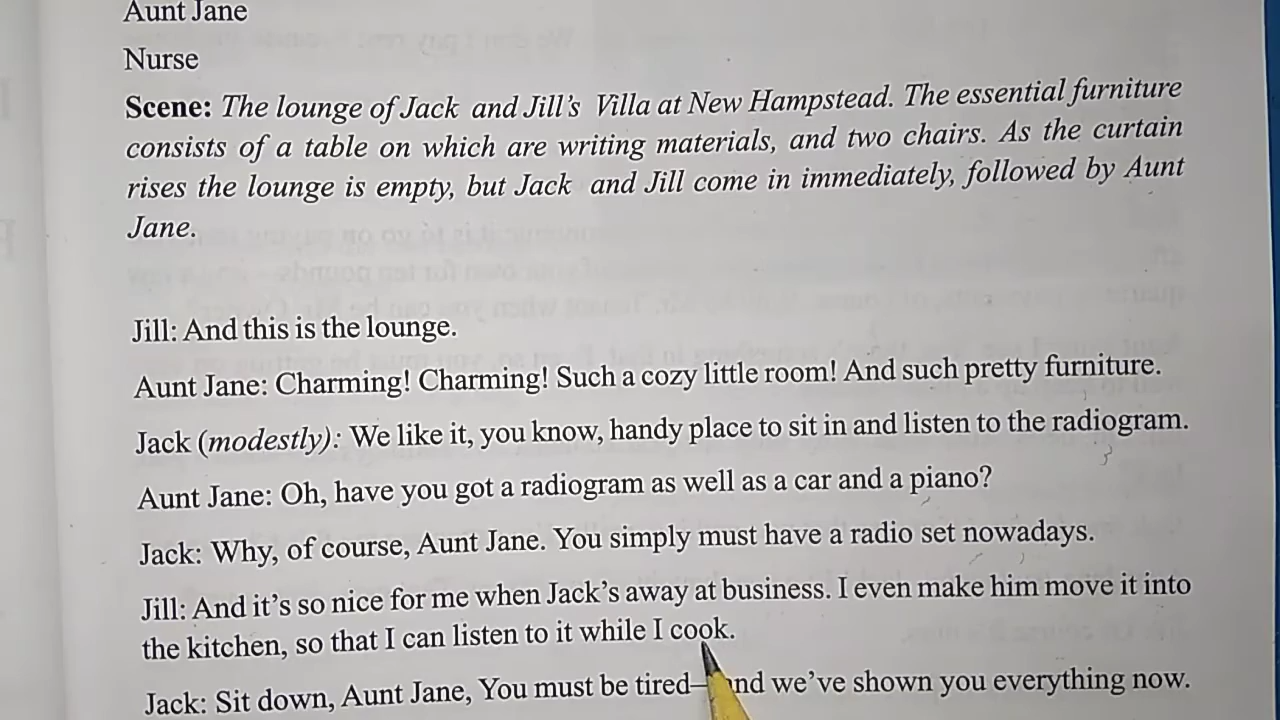 Aunt Jane
Nurse
Scene: The lounge of Jack and Jill's Villa at New Hampstead. The essential furniture
consists of a table on which are writing materials, and two chairs. As the curtain
rises the lounge is empty, but Jack and Jill come in immediately, followed by Aunt
Jane.
Jill: And this is the lounge.
Aunt Jane: Charming! Charming! Such a cozy little room! And such pretty furniture.
Jack (modestly): We like it, you know, handy place to sit in and listen to the radiogram.
Aunt Jane: Oh, have you got a radiogram as well as a car and a piano?
Jack: Why, of course, Aunt Jane. You simply must have a radio set nowadays.
Jill: And it's so nice for me when Jack's away at business. I even make him move it into
the kitchen, so that I can listen to it while I cook.
Jack: Sit down, Aunt Jane, You must be tired—and we've shown you everything now.